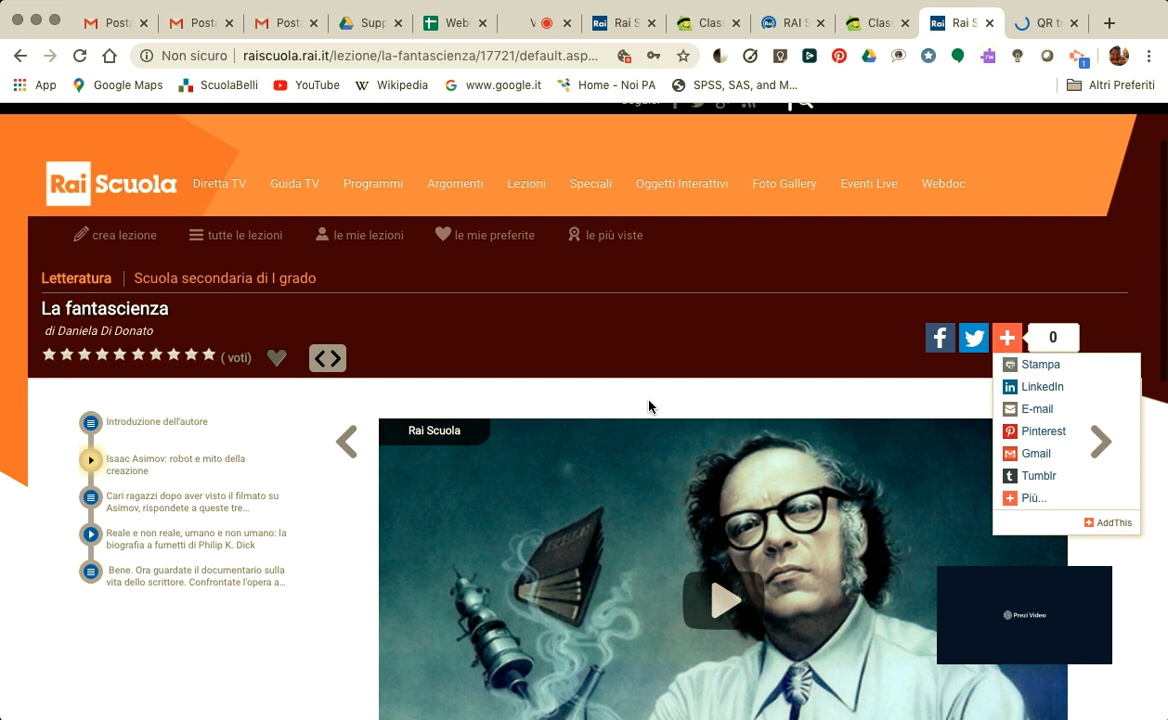 Posta
Posta
Posta
Supp
Webi
V
Rai S
Class
RAI S
Class
Rai S
QR t
Non sicuro
raiscuola.rai.it/lezione/la-fantascienza/17721/default.asp...
1
App
Google Maps
ScuolaBelli
YouTube
Wikipedia
www.google.it
Home - Noi PA
SPSS, SAS, and M...
Altri Preferiti
Rai Scuola
Diretta TV
Guida TV
Programmi
Argomenti
Lezioni
Speciali
Oggetti Interattivi
Foto Gallery
Eventi Live
Webdoc
crea lezione
tutte le lezioni
le mie lezioni
le mie preferite
le più viste
Letteratura
Scuola secondaria di I grado
La fantascienza
di Daniela Di Donato
( voti)
0
Stampa
LinkedIn
E-mail
Pinterest
Gmail
Tumblr
Più...
AddThis
Introduzione dell'autore
Isaac Asimov: robot e mito della
creazione
Cari ragazzi dopo aver visto il filmato su
Asimov, rispondete a queste tre...
Reale e non reale, umano e non umano: la
biografia a fumetti di Philip K. Dick
Bene. Ora guardate il documentario sulla
vita dello scrittore. Confrontate l'opera a...
Rai Scuola
Prezi Video